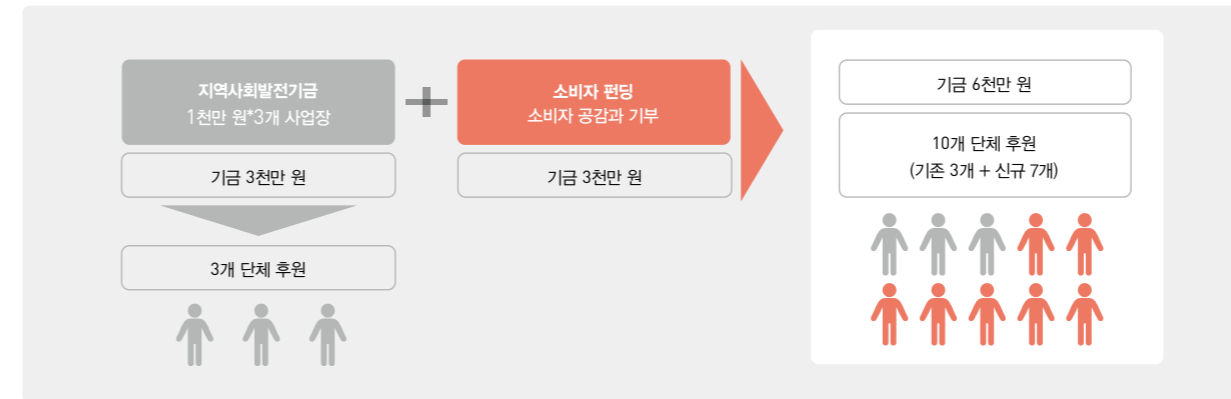 지역사회발전기금
1천만 원*3개 사업장
기금 3천만 원
3개 단체 후원
+
소비자 펀딩
소비자 공감과 기부
기금 3천만 원
기금 6천만 원
10개 단체 후원
(기존 3개 + 신규 7개)